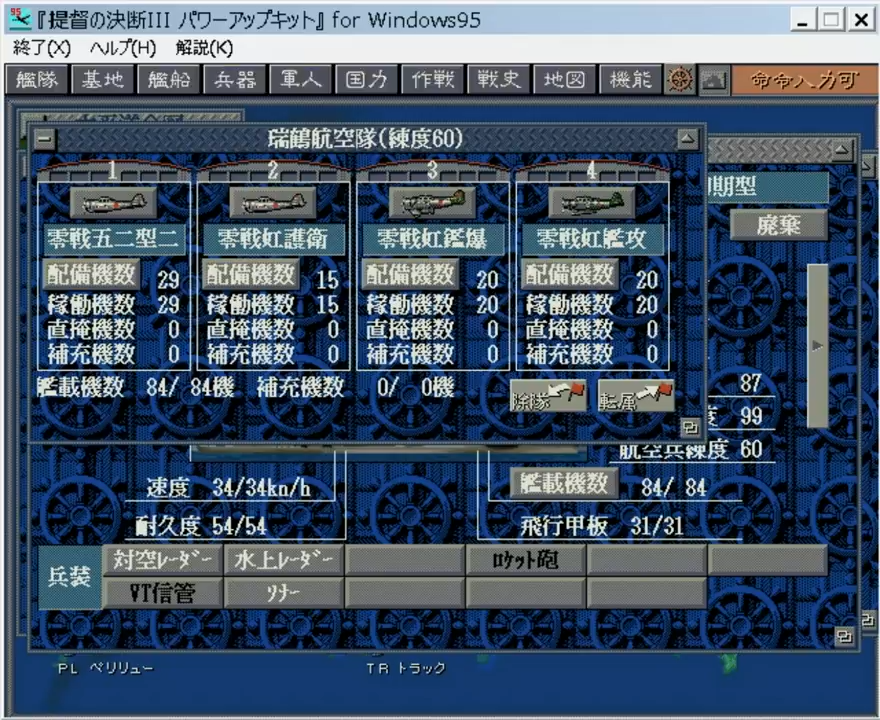 『提督の決断III パワーアップキット』 for Windows95
終了(X) ヘルプ(H) 解説(K)
艦隊 基地 艦船 兵器 軍人 国力 作戦 戦史 地図 機能 命令入力可
瑞鶴航空隊(練度60)
1 2 3 4
期型
零戦五二型二 零戦虹護衛 零戦虹鑑爆 零戦虹艦攻
廃棄
配備機数 29 配備機数 15 配備機数 20 配備機数 20
稼働機数 29 稼働機数 15 稼働機数 20 稼働機数 20
直掩機数 0 直掩機数 0 直掩機数 0 直掩機数 0
補充機数 0 補充機数 0 補充機数 0 補充機数 0
艦載機数 84/ 84機 補充機数 0/ 0機 除隊 転属
87
99
航空兵練度 60
速度 34/34kn/h 艦載機数 84/ 84
耐久度 54/54 飛行甲板 31/31
兵装 対空レーダー 水上レーダー ロケット砲
VT信管 ソナー
PL ペリリュー TR トラック